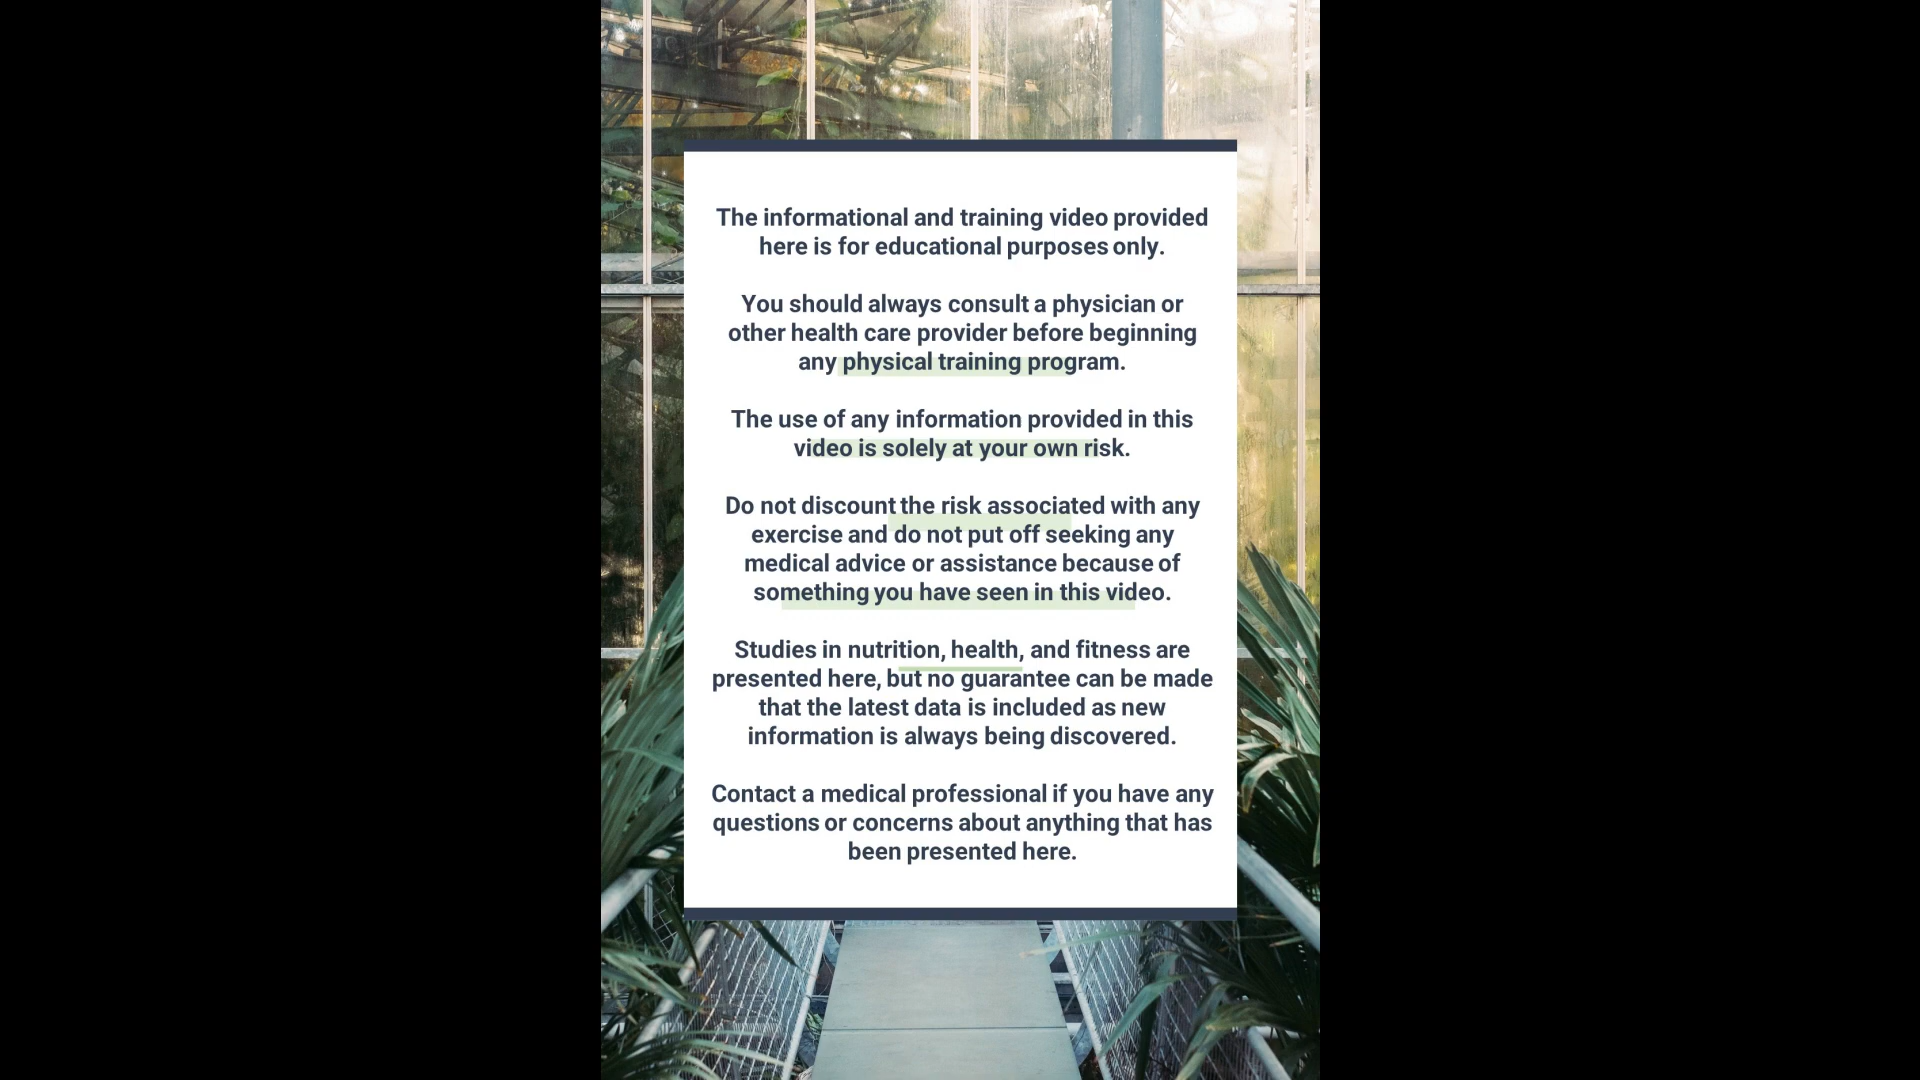 The informational and training video provided
here is for educational purposes only.
You should always consult a physician or
other health care provider before beginning
any physical training program.
The use of any information provided in this
video is solely at your own risk.
Do not discount the risk associated with any
exercise and do not put off seeking any
medical advice or assistance because of
something you have seen in this video.
Studies in nutrition, health, and fitness are
presented here, but no guarantee can be made
that the latest data is included as new
information is always being discovered.
Contact a medical professional if you have any
questions or concerns about anything that has
been presented here.